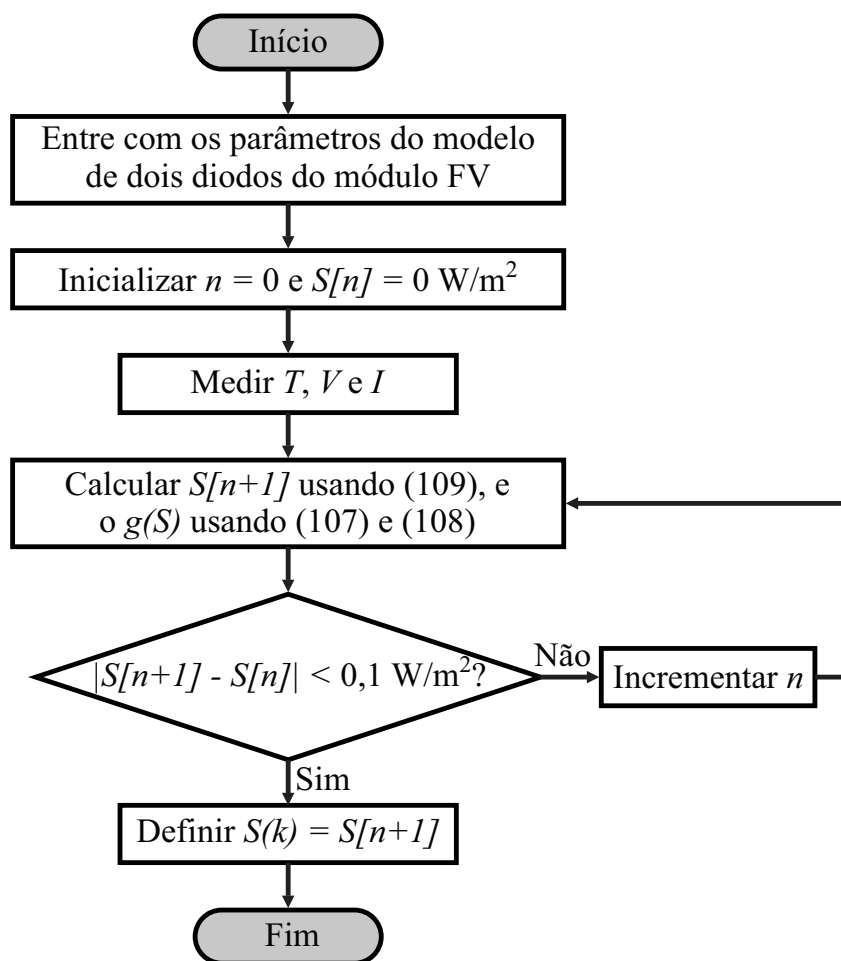 Início
Entre com os parâmetros do modelo
de dois diodos do módulo FV
Inicializar n = 0 e S[n] = 0 W/m²
Medir T, V e I
Calcular S[n+1] usando (109), e
o g(S) usando (107) e (108)
|S[n+1] - S[n]| < 0,1 W/m²?
Não
Incrementar n
Sim
Definir S(k) = S[n+1]
Fim